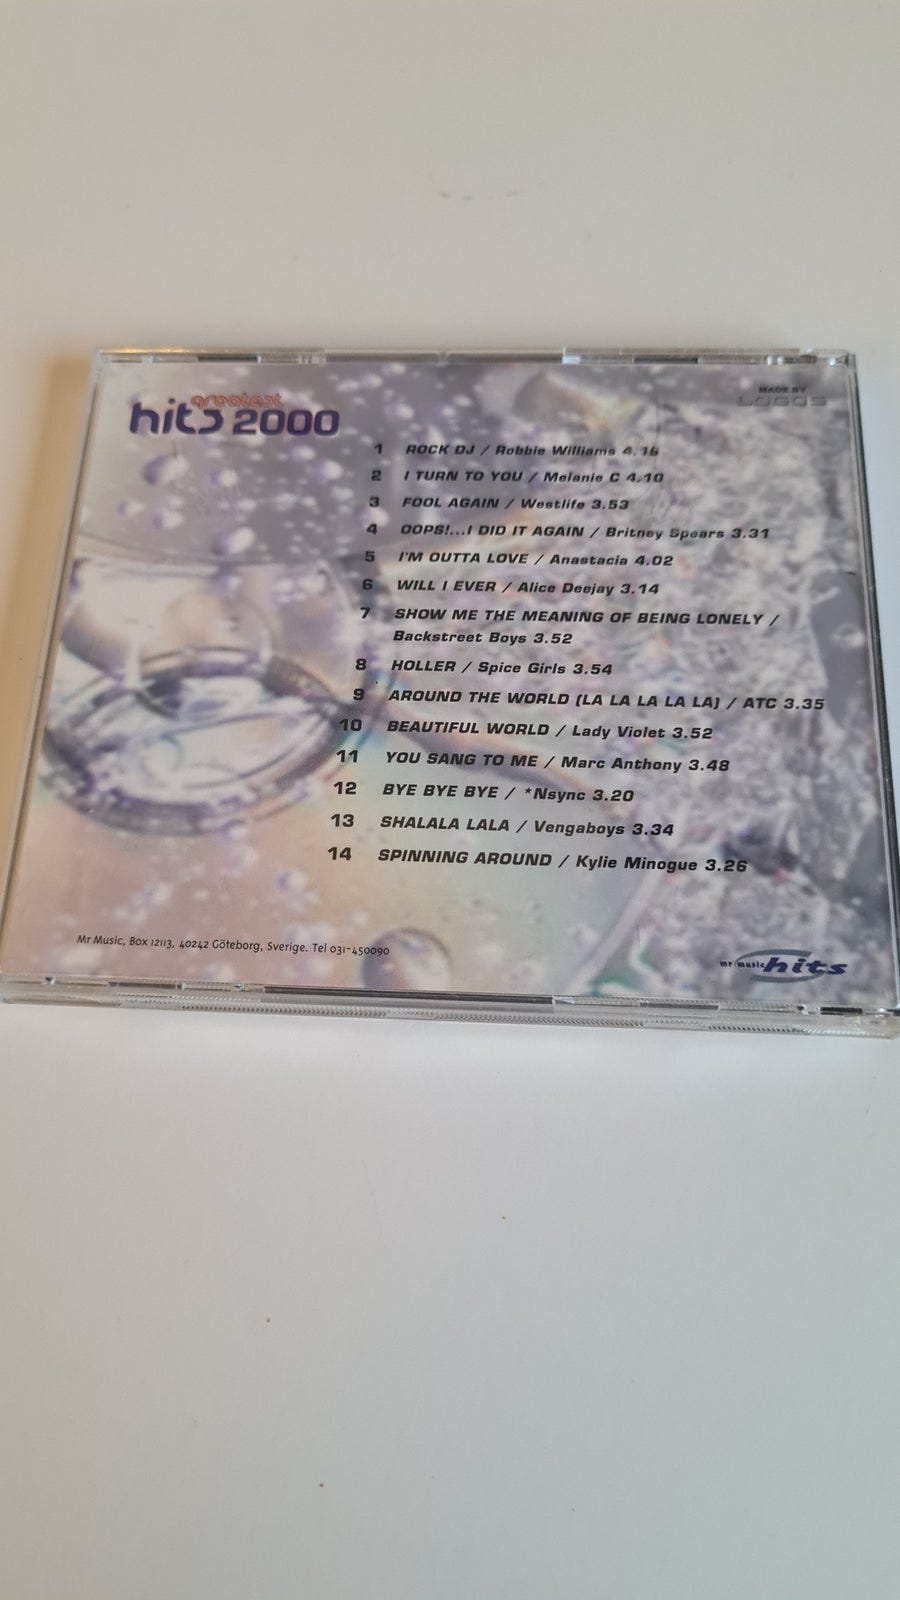 greatest
hits 2000
MADE BY
LOGOS
1 ROCK DJ / Robbie Williams 4.16
2 I TURN TO YOU / Melanie C 4.10
3 FOOL AGAIN / Westlife 3.53
4 OOPS!...I DID IT AGAIN / Britney Spears 3.31
5 I'M OUTTA LOVE / Anastacia 4.02
6 WILL I EVER / Alice Deejay 3.14
7 SHOW ME THE MEANING OF BEING LONELY /
Backstreet Boys 3.52
8 HOLLER / Spice Girls 3.54
9 AROUND THE WORLD (LA LA LA LA LA) / ATC 3.35
10 BEAUTIFUL WORLD / Lady Violet 3.52
11 YOU SANG TO ME / Marc Anthony 3.48
12 BYE BYE BYE / *Nsync 3.20
13 SHALALA LALA / Vengaboys 3.34
14 SPINNING AROUND / Kylie Minogue 3.26
Mr Music, Box 12113, 40242 Göteborg, Sverige. Tel 031-450090
mr music hits